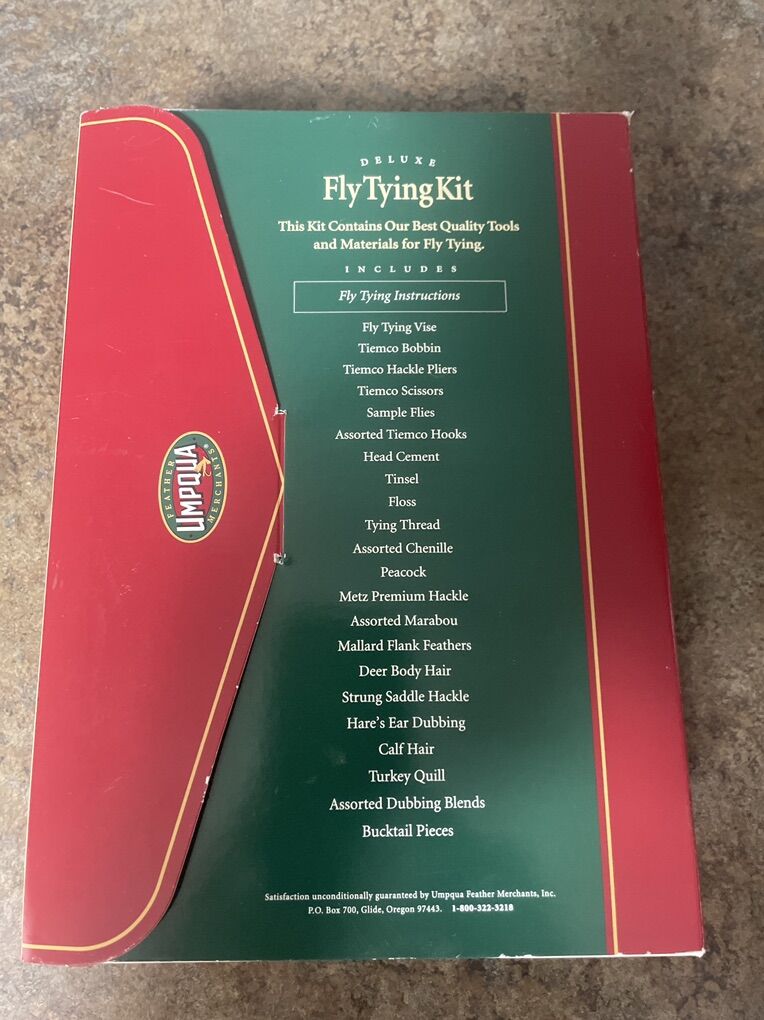 DELUXE
Fly Tying Kit
This Kit Contains Our Best Quality Tools
and Materials for Fly Tying.
INCLUDES
Fly Tying Instructions
Fly Tying Vise
Tiemco Bobbin
Tiemco Hackle Pliers
Tiemco Scissors
Sample Flies
Assorted Tiemco Hooks
Head Cement
Tinsel
Floss
Tying Thread
Assorted Chenille
Peacock
Metz Premium Hackle
Assorted Marabou
Mallard Flank Feathers
Deer Body Hair
Strung Saddle Hackle
Hare's Ear Dubbing
Calf Hair
Turkey Quill
Assorted Dubbing Blends
Bucktail Pieces
Satisfaction unconditionally guaranteed by Umpqua Feather Merchants, Inc.
P.O. Box 700, Glide, Oregon 97443. 1-800-322-3218
FEATHER
UMPQUA®
MERCHANTS